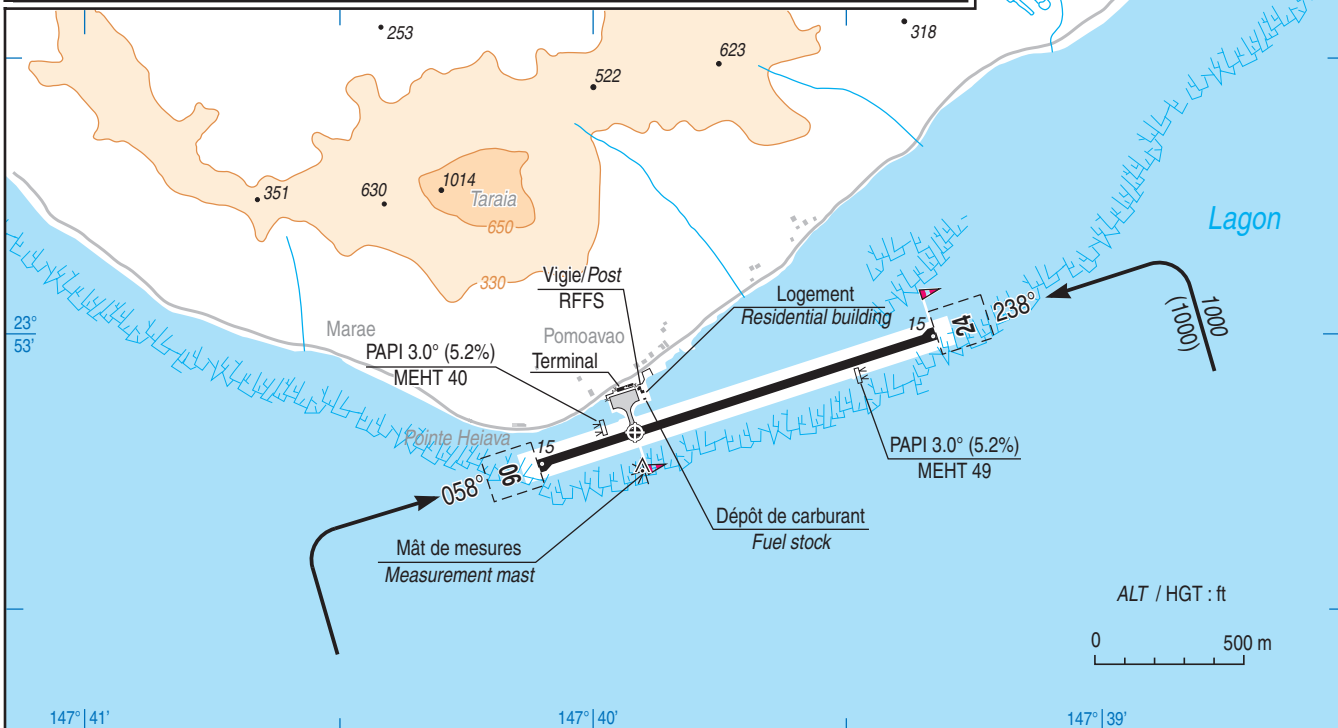 253
318
623
522
351
630
1014
Taraia
650
330
Lagon
Vigie/Post
RFFS
Logement
Residential building
1000
(1000)
238°
24
15
23°
53'
Marae
Pomoavao
PAPI 3.0° (5.2%)
MEHT 40
Terminal
Pointe Heiava
15
06
058°
PAPI 3.0° (5.2%)
MEHT 49
Dépôt de carburant
Fuel stock
Mât de mesures
Measurement mast
ALT / HGT : ft
0 500 m
147° 41'
147° 40'
147° 39'